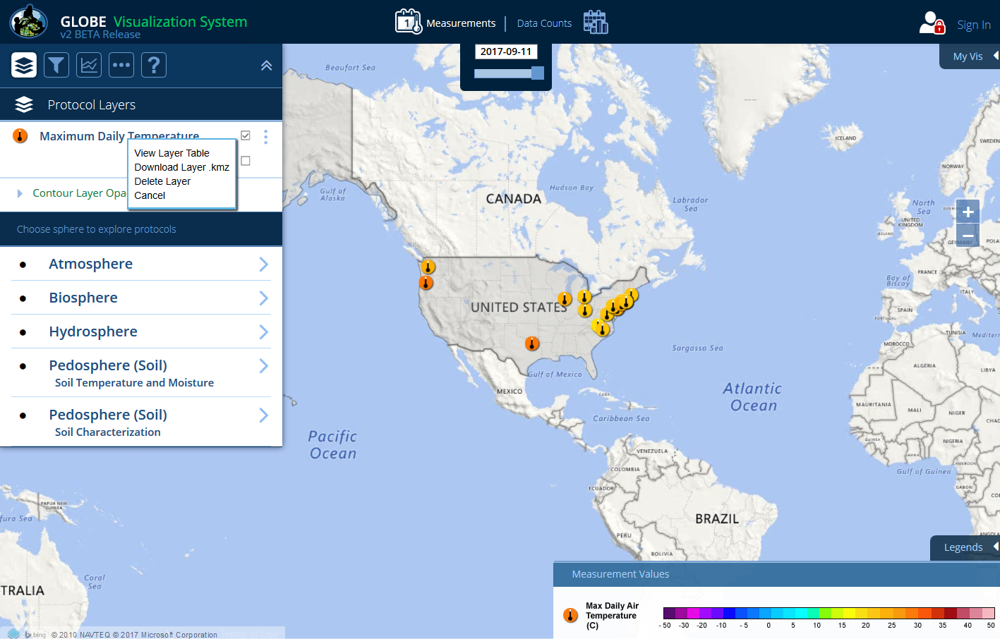 GLOBE Visualization System
v2 BETA Release
1
Measurements
Data Counts
Sign In
2017-09-11
My Vis
?
Protocol Layers
Maximum Daily Temperature
View Layer Table
Download Layer .kmz
Delete Layer
Cancel
Contour Layer Opa
Choose sphere to explore protocols
Atmosphere
Biosphere
Hydrosphere
Pedosphere (Soil)
Soil Temperature and Moisture
Pedosphere (Soil)
Soil Characterization
Beaufort Sea
Gulf of
Alaska
CANADA
Hudson Bay
Labrador
Sea
ICELAND
SWEDEN
NORWAY
North
Sea
UNITED
KINGDOM
IRELAND
GERMANY
POLA
FRANCE
Bay of
Biscay
ITALY
SPAIN
PORTUGAL
UNITED STATES
Gulf of Mexico
MEXICO
CUBA
Caribbean Sea
Sargasso Sea
Atlantic
Ocean
Pacific
Ocean
TUNISIA
Mediterr
MOROCCO
ALGERIA
LIBYA
MAURITANIA
MALI
NIGER
CHAD
GUINEA
GHANA
NIGERIA
CAMEROON
Gulf of Guinea
GABON
ANGOLA
VENEZUELA
COLOMBIA
ECUADOR
BRAZIL
PERU
BOLIVIA
PAPUA NEW
GUINEA
fura Sea
Coral
Sea
TRALIA
+
−
Legends
Measurement Values
Max Daily Air
Temperature
(C)
-50 -30 -20 -10 -5 0 5 10 15 20 25 30 35 40 50
bing © 2010 NAVTEQ © 2017 Microsoft Corporation Terms of Use